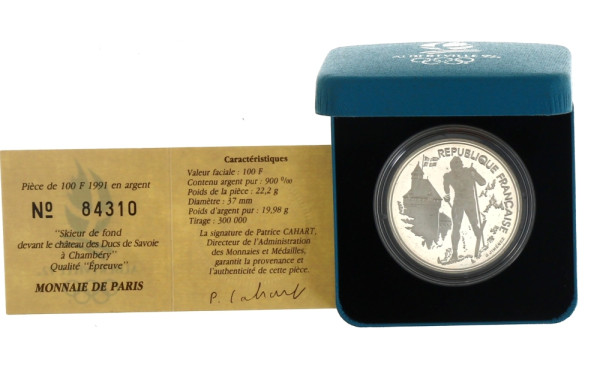 Pièce de 100 F 1991 en argent
Nº 84310
"Skieur de fond
devant le château des Ducs de Savoie
à Chambéry"
Qualité "Épreuve"
MONNAIE DE PARIS
Caractéristiques
Valeur faciale : 100 F
Contenu argent pur : 900 ‰
Poids de la pièce : 22,2 g
Diamètre : 37 mm
Poids d'argent pur : 19,98 g
Tirage : 300 000
La signature de Patrice CAHART,
Directeur de l'Administration
des Monnaies et Médailles,
garantit la provenance et
l'authenticité de cette pièce.
P. Cahart
ALBERTVILLE 92
REPUBLIQUE FRANÇAISE